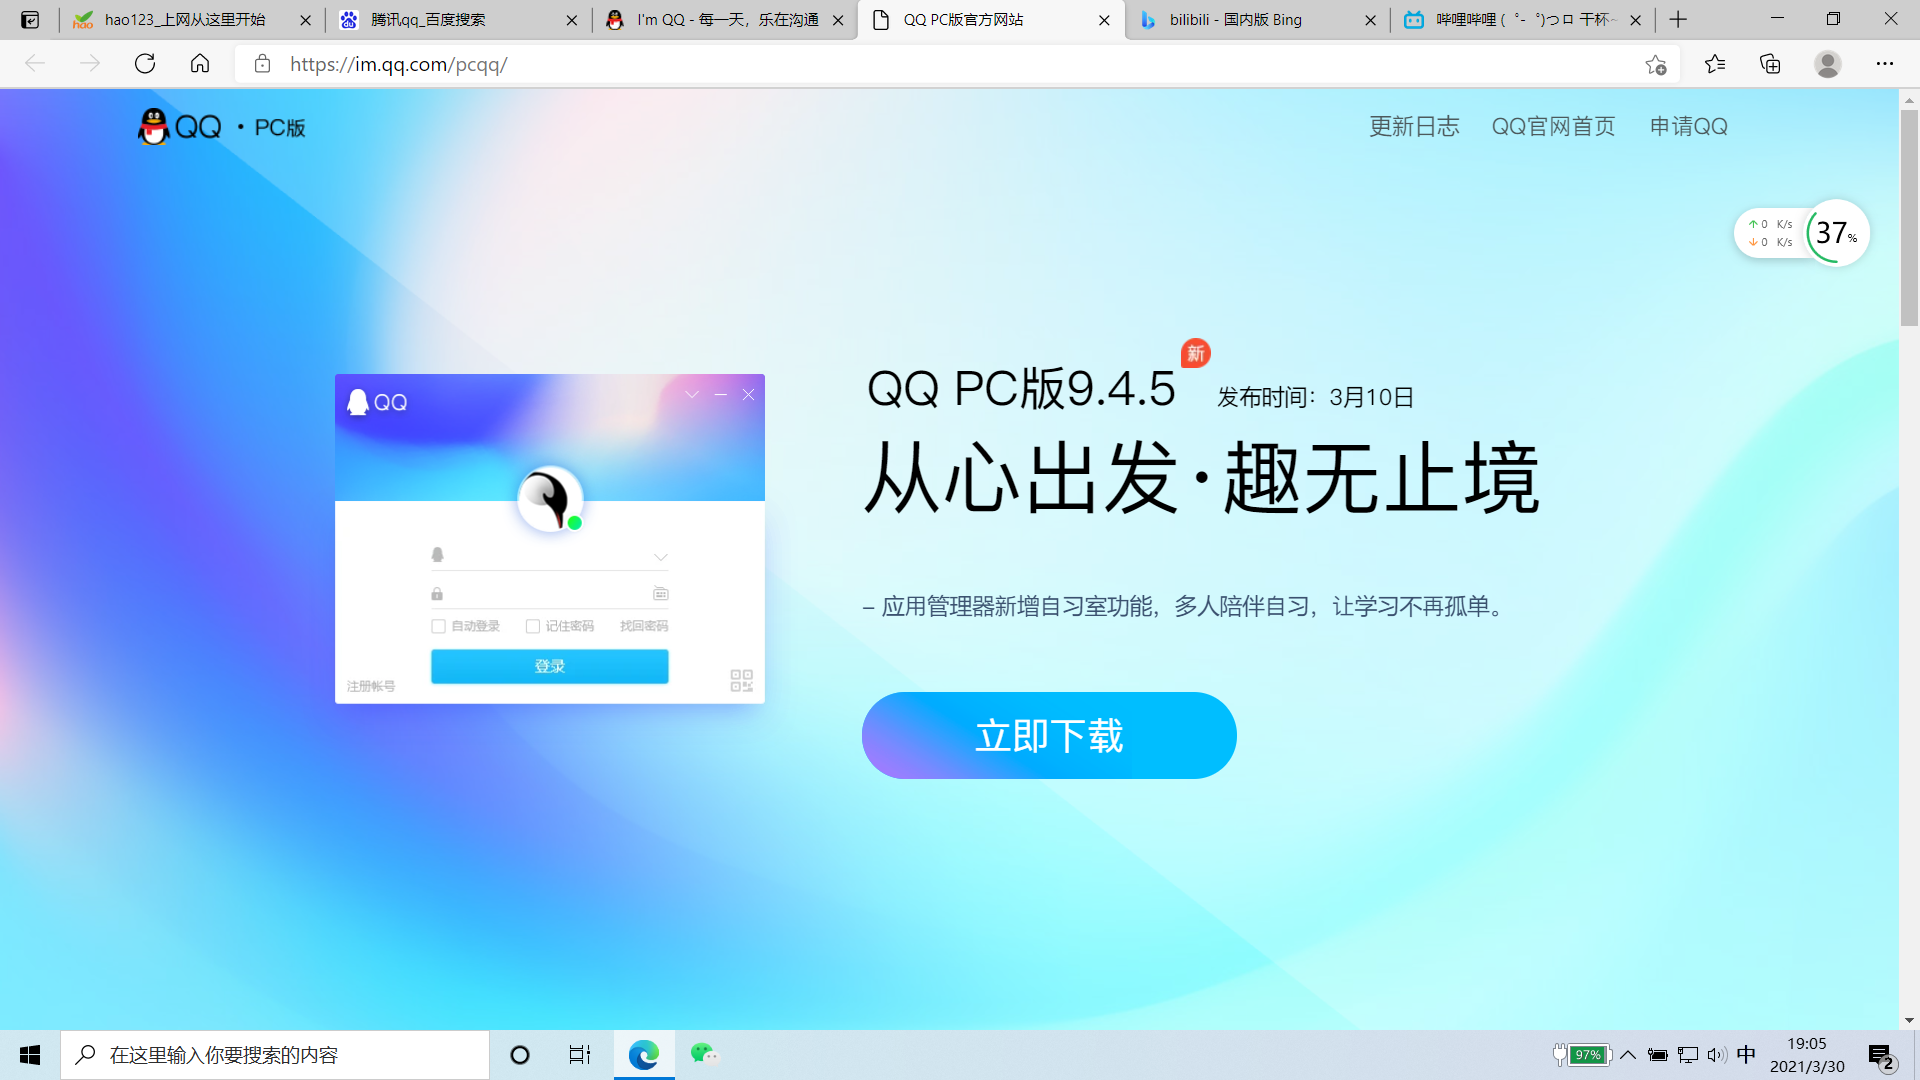 hao123_上网从这里开始
腾讯qq_百度搜索
I'm QQ - 每一天，乐在沟通
QQ PC版官方网站
bilibili - 国内版 Bing
哔哩哔哩 (゜-゜)つロ 干杯~
https://im.qq.com/pcqq/
QQ · PC版
更新日志
QQ官网首页
申请QQ
0 K/s
0 K/s
37%
QQ PC版9.4.5
新
发布时间：3月10日
从心出发·趣无止境
QQ
自动登录
记住密码
找回密码
登录
注册帐号
– 应用管理器新增自习室功能，多人陪伴自习，让学习不再孤单。
立即下载
在这里输入你要搜索的内容
97%
中
19:05
2021/3/30
2